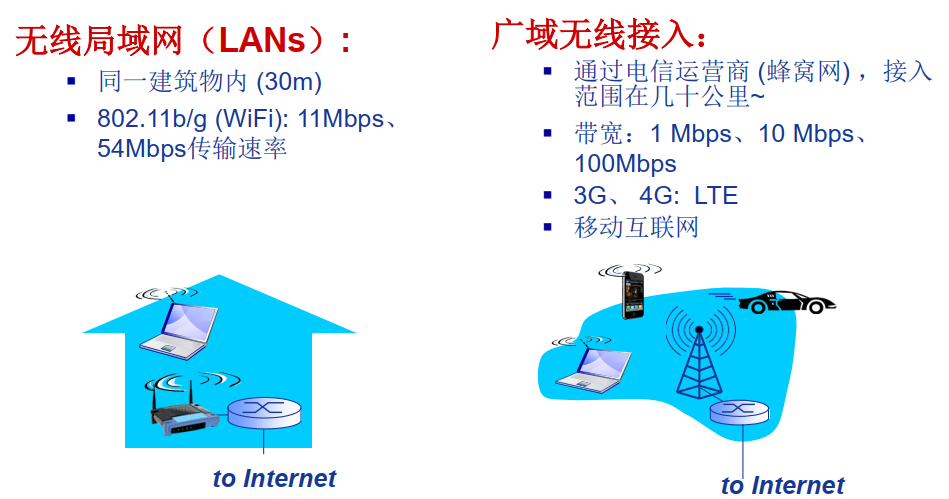 无线局域网（LANs）:
▪ 同一建筑物内 (30m)
▪ 802.11b/g (WiFi): 11Mbps、
54Mbps传输速率
to Internet
广域无线接入：
▪ 通过电信运营商 (蜂窝网) ，接入
范围在几十公里~
▪ 带宽：1 Mbps、10 Mbps、
100Mbps
▪ 3G、 4G: LTE
▪ 移动互联网
to Internet